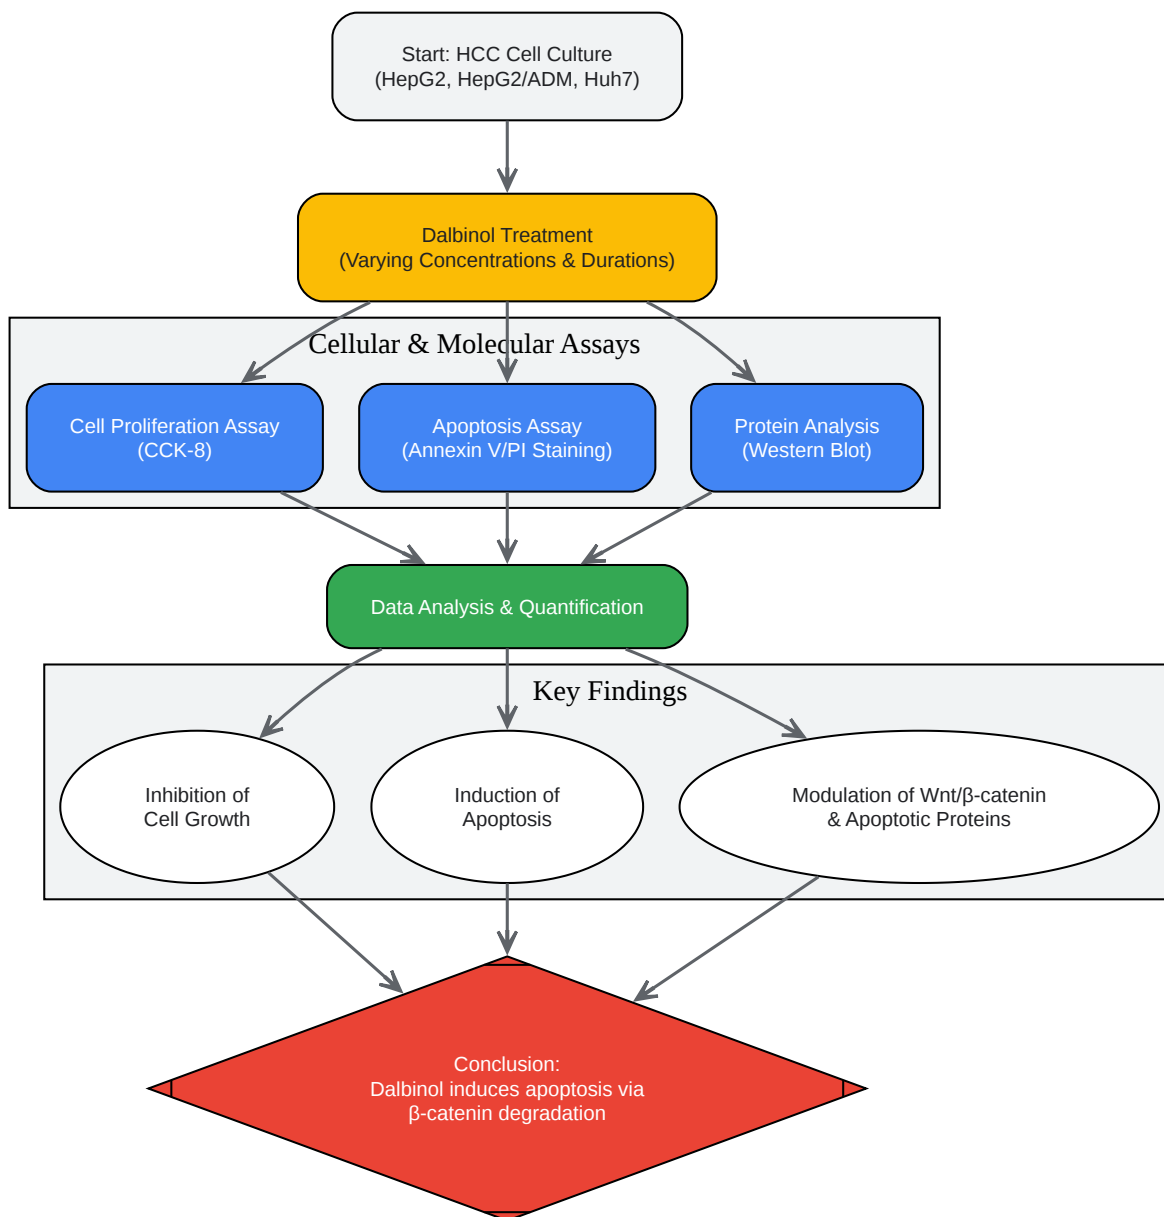 Start: HCC Cell Culture
(HepG2, HepG2/ADM, Huh7)
Dalbinol Treatment
(Varying Concentrations & Durations)
Cellular & Molecular Assays
Cell Proliferation Assay
(CCK-8)
Apoptosis Assay
(Annexin V/PI Staining)
Protein Analysis
(Western Blot)
Data Analysis & Quantification
Key Findings
Inhibition of
Cell Growth
Induction of
Apoptosis
Modulation of Wnt/β-catenin
& Apoptotic Proteins
Conclusion:
Dalbinol induces apoptosis via
β-catenin degradation